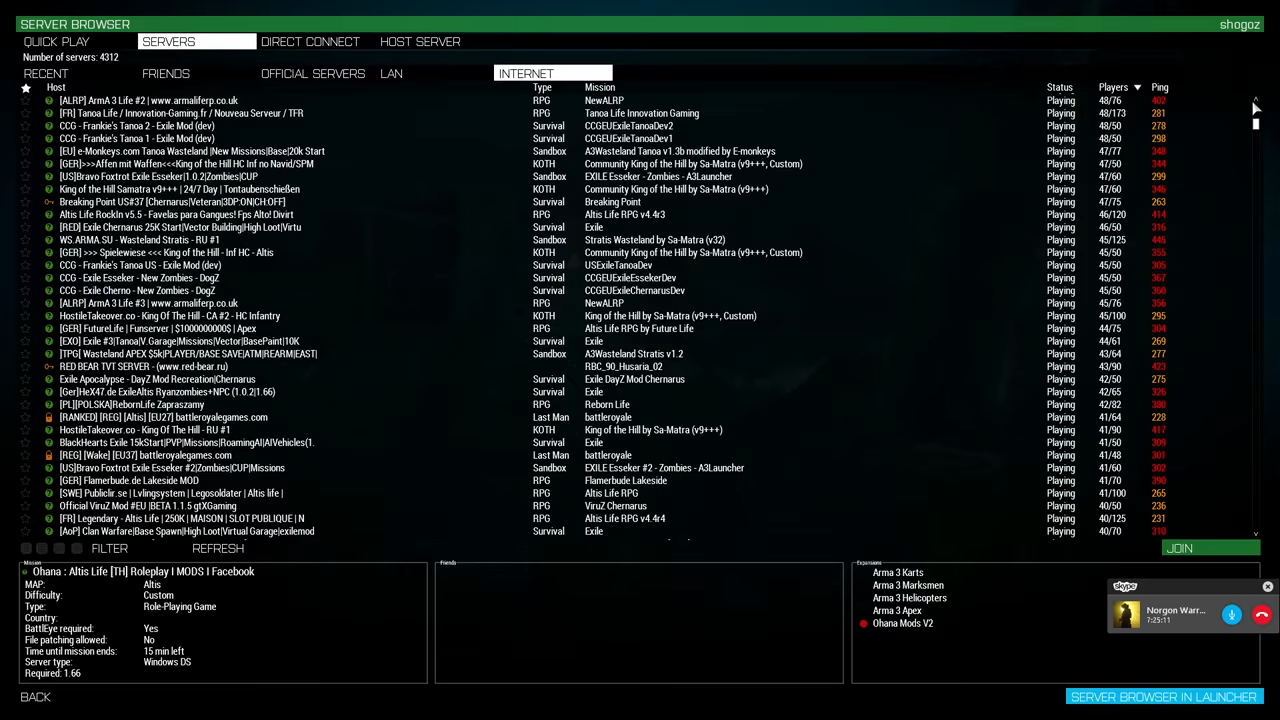 SERVER BROWSER shogoz
QUICK PLAY SERVERS DIRECT CONNECT HOST SERVER
Number of servers: 4312
RECENT FRIENDS OFFICIAL SERVERS LAN INTERNET
Host Type Mission Status Players Ping
[ALRP] ArmA 3 Life #2 | www.armaliferp.co.uk RPG NewALRP Playing 48/76 402
[FR] Tanoa Life / Innovation-Gaming.fr / Nouveau Serveur / TFR RPG Tanoa Life Innovation Gaming Playing 48/173 281
CCG - Frankie's Tanoa 2 - Exile Mod (dev) Survival CCGEUExileTanoaDev2 Playing 48/50 278
CCG - Frankie's Tanoa 1 - Exile Mod (dev) Survival CCGEUExileTanoaDev1 Playing 48/50 298
[EU] e-Monkeys.com Tanoa Wasteland |New Missions|Base|20k Start Sandbox A3Wasteland Tanoa v1.3b modified by E-monkeys Playing 47/77 348
[GER]>>>Affen mit Waffen<<<King of the Hill HC Inf no Navid/SPM KOTH Community King of the Hill by Sa-Matra (v9+++, Custom) Playing 47/50 344
[US]Bravo Foxtrot Exile Esseker|1.0.2|Zombies|CUP Survival EXILE Esseker - Zombies - A3Launcher Playing 47/60 299
King of the Hill Samatra v9+++ | 24/7 Day | Tontaubenschießen KOTH Community King of the Hill by Sa-Matra (v9+++) Playing 47/60 346
Breaking Point US#37 [Chernarus|Veteran|3DP:ON|CH:OFF] Survival Breaking Point Playing 47/75 263
Altis Life RockIn v5.5 - Favelas para Gangues! Fps Alto! Divirt RPG Altis Life RPG v4.4r3 Playing 46/120 414
[RED] Exile Chernarus 25K Start|Vector Building|High Loot|Virtu Survival Exile Playing 46/50 316
WS.ARMA.SU - Wasteland Stratis - RU #1 Sandbox Stratis Wasteland by Sa-Matra (v32) Playing 45/125 445
[GER] >>> Spielewiese <<< King of the Hill - Inf HC - Altis KOTH Community King of the Hill by Sa-Matra (v9+++, Custom) Playing 45/50 355
CCG - Frankie's Tanoa US - Exile Mod (dev) Survival USExileTanoaDev Playing 45/50 305
CCG - Exile Esseker - New Zombies - DogZ Survival CCGEUExileEssekerDev Playing 45/50 367
CCG - Exile Cherno - New Zombies - DogZ Survival CCGEUExileChernarusDev Playing 45/50 360
[ALRP] ArmA 3 Life #3 | www.armaliferp.co.uk RPG NewALRP Playing 45/76 356
HostileTakeover.co - King Of The Hill - CA #2 - HC Infantry KOTH King of the Hill by Sa-Matra (v9+++, Custom) Playing 45/100 295
[GER] FutureLife | Funserver | $1000000000$ | Apex RPG Altis Life RPG by Future Life Playing 44/75 304
[EXO] Exile #3|Tanoa|V.Garage|Missions|Vector|BasePaint|10K Survival Exile Playing 44/61 269
]TPG[ Wasteland APEX $5k|PLAYER/BASE SAVE|ATM|REARM|EAST| Sandbox A3Wasteland Stratis v1.2 Playing 43/64 277
RED BEAR TVT SERVER - (www.red-bear.ru) RBC_90_Husaria_02 Playing 43/90 423
Exile Apocalypse - DayZ Mod Recreation|Chernarus Survival Exile DayZ Mod Chernarus Playing 42/50 275
[Ger]HeX47.de ExileAltis Ryanzombies+NPC (1.0.2|1.66) Survival Exile Playing 42/65 326
[PL][POLSKA]RebornLife Zapraszamy RPG Reborn Life Playing 42/82 380
[RANKED] [REG] [Altis] [EU27] battleroyalegames.com Last Man battleroyale Playing 41/64 228
HostileTakeover.co - King Of The Hill - RU #1 KOTH King of the Hill by Sa-Matra (v9+++) Playing 41/90 417
BlackHearts Exile 15kStart|PVP|Missions|RoamingAI|AIVehicles(1. Survival Exile Playing 41/50 309
[REG] [Wake] [EU37] battleroyalegames.com Last Man battleroyale Playing 41/48 301
[US]Bravo Foxtrot Exile Esseker #2|Zombies|CUP|Missions Sandbox EXILE Esseker #2 - Zombies - A3Launcher Playing 41/60 302
[GER] Flamerbude.de Lakeside MOD RPG Flamerbude Lakeside Playing 41/70 390
[SWE] Publiclir.se | Lvlingsystem | Legosoldater | Altis life | RPG Altis Life RPG Playing 41/100 265
Official ViruZ Mod #EU |BETA 1.1.5 gtXGaming RPG ViruZ Chernarus Playing 40/50 236
[FR] Legendary - Altis Life | 250K | MAISON | SLOT PUBLIQUE | N RPG Altis Life RPG v4.4r4 Playing 40/125 231
[AoP] Clan Warfare|Base Spawn|High Loot|Virtual Garage|exilemod Survival Exile Playing 40/70 310
FILTER REFRESH JOIN
Mission Friends Expansions
Ohana : Altis Life [TH] Roleplay I MODS I Facebook
MAP: Altis
Difficulty: Custom
Type: Role-Playing Game
Country:
BattlEye required: Yes
File patching allowed: No
Time until mission ends: 15 min left
Server type: Windows DS
Required: 1.66
Arma 3 Karts
Arma 3 Marksmen
Arma 3 Helicopters
Arma 3 Apex
Ohana Mods V2
skype
Norgon Warr...
7:25:11
BACK SERVER BROWSER IN LAUNCHER